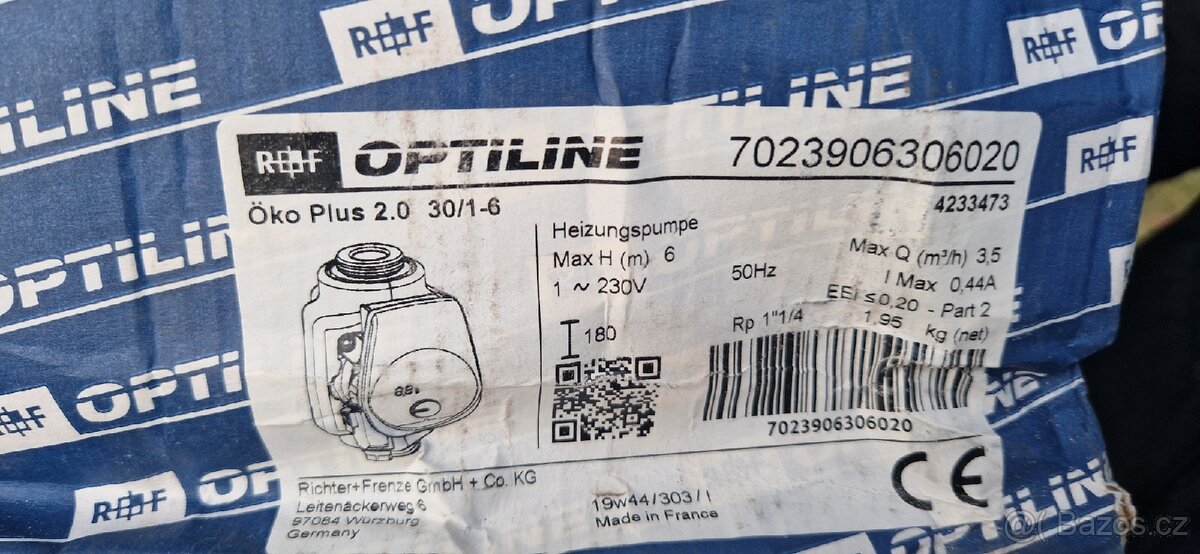 R+F OPTILINE
R+F OPTILINE
OPTILINE
R+F
R+F OPTILINE 7023906306020
Öko Plus 2.0 30/1-6
4233473
Heizungspumpe
Max H (m) 6
1 ~ 230V
50Hz
Max Q (m³/h) 3,5
I Max 0,44A
EEI ≤0,20 - Part 2
Rp 1"1/4 1,95 kg (net)
180
7023906306020
Richter+Frenze GmbH + Co. KG
Leitenäckerweg 6
97084 Würzburg
Germany
19w44/303/1
Made in France
CE
OPTILINE
R+F OPTILINE
R+F
@( Bazos.cz